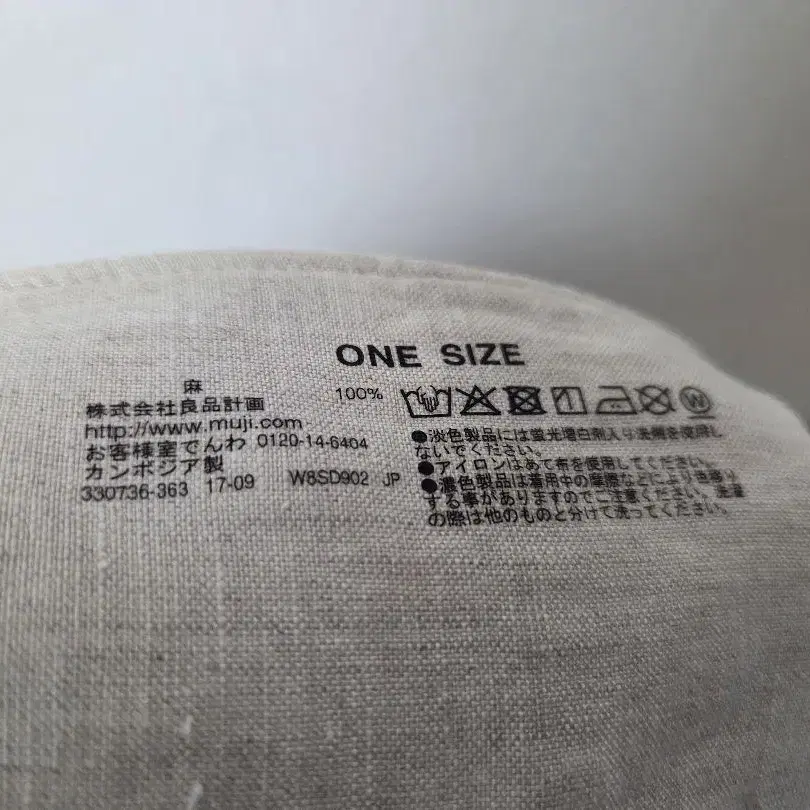 ONE SIZE
麻 100%
株式会社良品計画
http://www.muji.com
お客様室でんわ 0120-14-6404
カンボジア製
330736-363 17-09 W8SD902 JP
W
●淡色製品には蛍光増白剤入り洗剤を使用し
ないでください。
●アイロンはあて布を使用してください。
●濃色製品は着用中の摩擦などにより色移り
する事がありますのでご注意ください。洗濯
の際は他のものと分けて洗ってください。